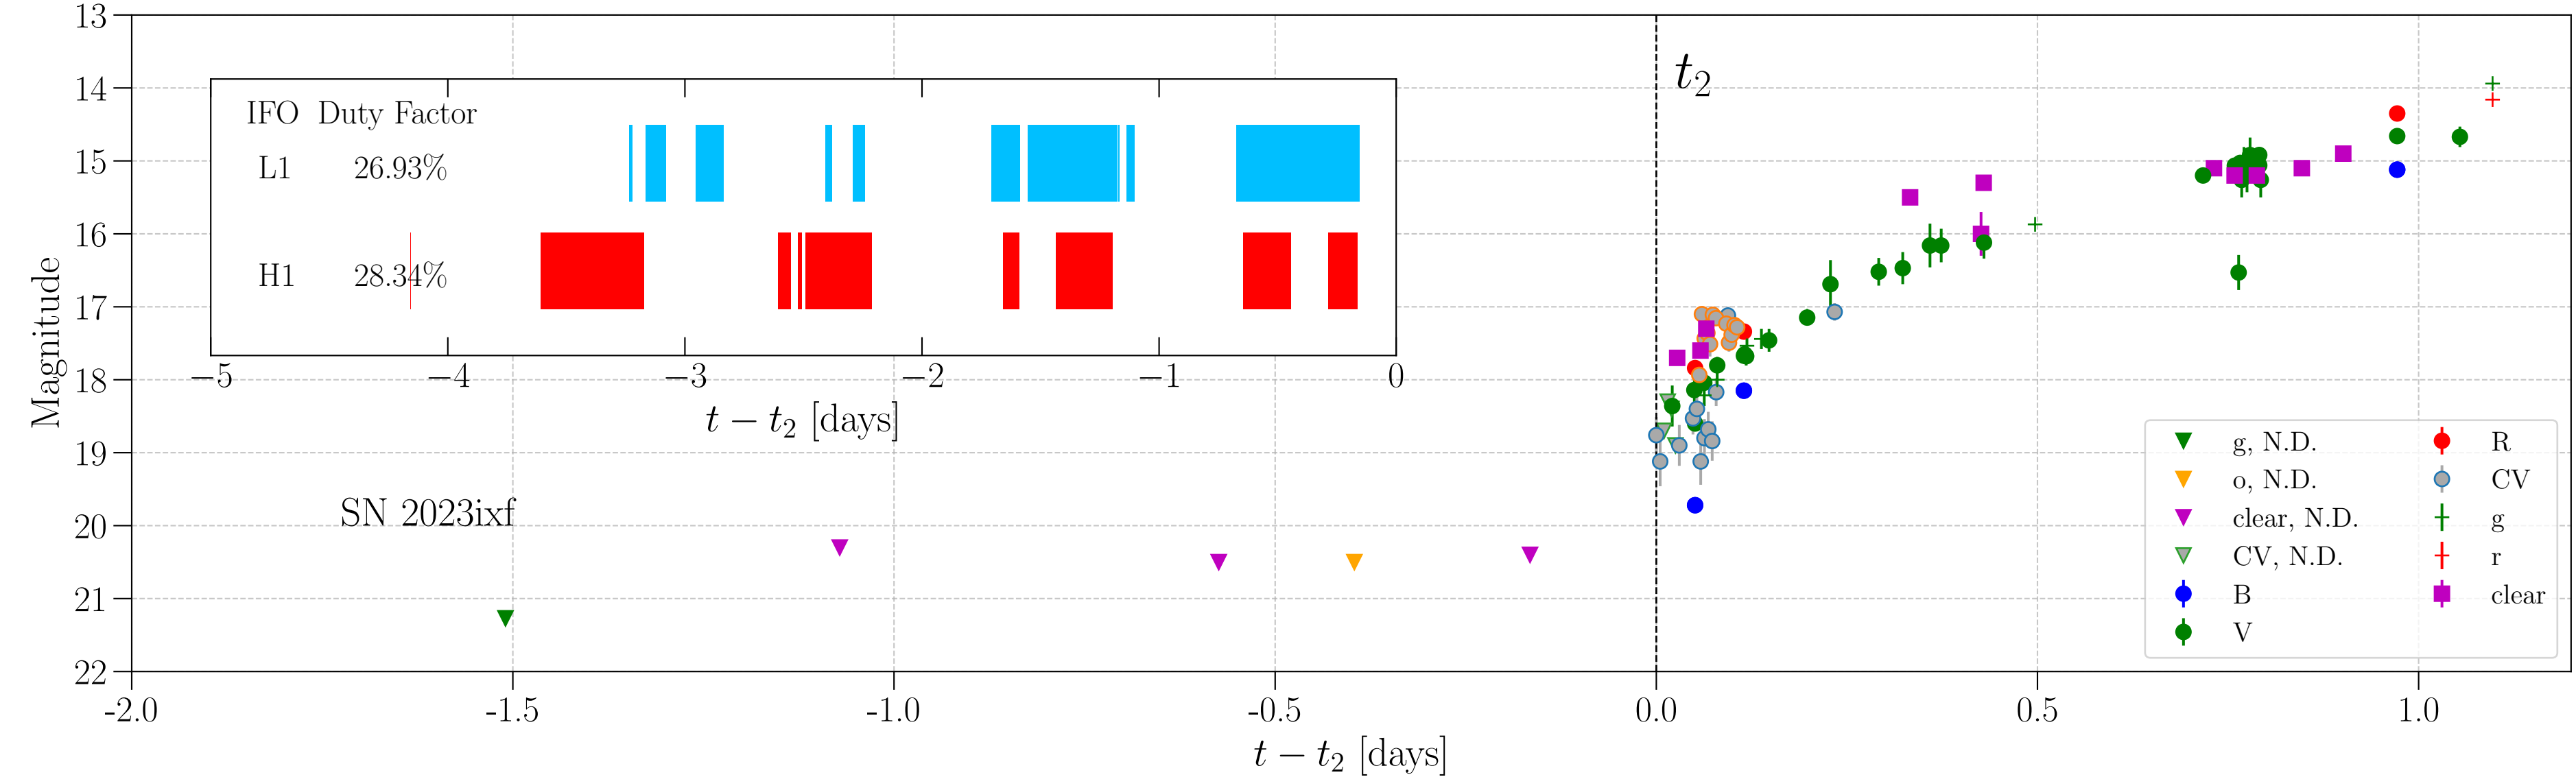 13
14
15
16
17
18
19
20
21
22
Magnitude
IFO Duty Factor
L1 26.93%
H1 28.34%
−5 −4 −3 −2 −1 0
t − t₂ [days]
t₂
SN 2023ixf
g, N.D.
o, N.D.
clear, N.D.
CV, N.D.
B
V
R
CV
g
r
clear
-2.0 -1.5 -1.0 -0.5 0.0 0.5 1.0
t − t₂ [days]